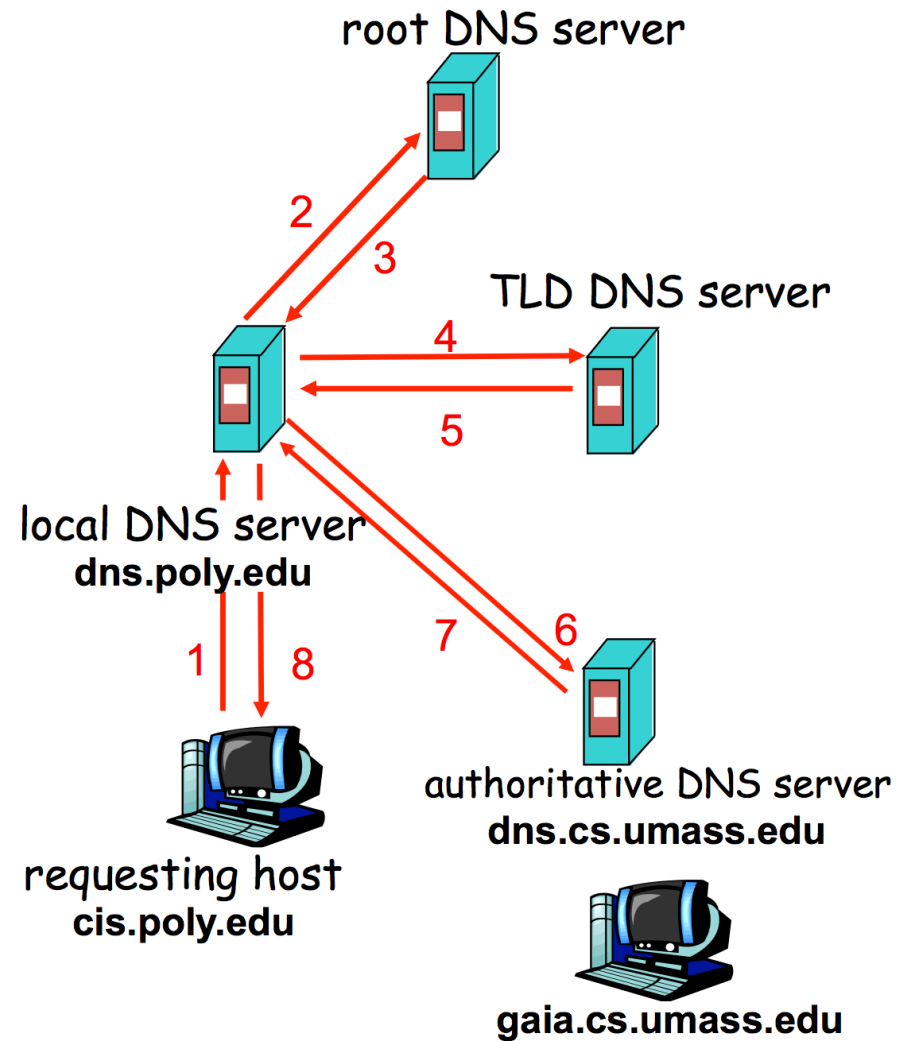 root DNS server
2
3
TLD DNS server
4
5
local DNS server
dns.poly.edu
1
8
7
6
authoritative DNS server
dns.cs.umass.edu
requesting host
cis.poly.edu
gaia.cs.umass.edu